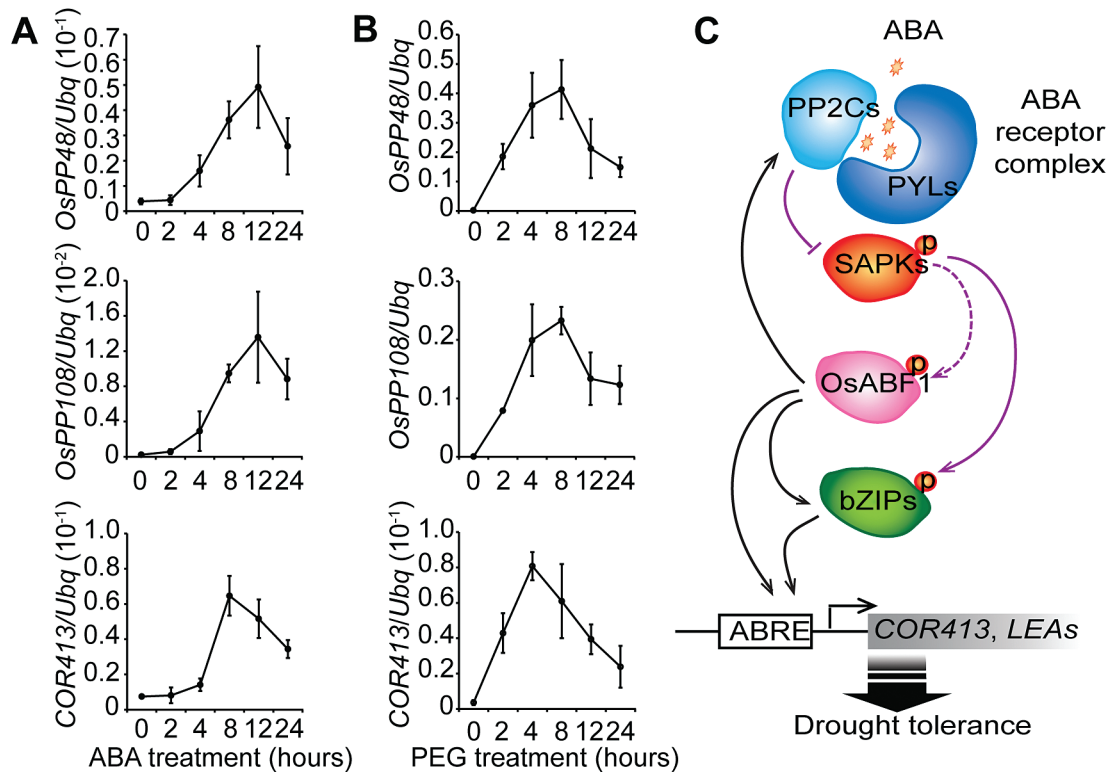 A
OsPP48/Ubq (10⁻¹)
0.7
0.6
0.5
0.4
0.3
0.2
0.1
0
0 2 4 8 12 24
OsPP108/Ubq (10⁻²)
2.0
1.6
1.2
0.8
0.4
0
0 2 4 8 12 24
COR413/Ubq (10⁻¹)
1.0
0.8
0.6
0.4
0.2
0
0 2 4 8 12 24
ABA treatment (hours)
B
OsPP48/Ubq
0.6
0.5
0.4
0.3
0.2
0.1
0
0 2 4 8 12 24
OsPP108/Ubq
0.3
0.2
0.1
0
0 2 4 8 12 24
COR413/Ubq (10⁻¹)
1.0
0.8
0.6
0.4
0.2
0
0 2 4 8 12 24
PEG treatment (hours)
C
ABA
PP2Cs
PYLs
ABA
receptor
complex
p
SAPKs
p
OsABF1
p
bZIPs
ABRE
COR413, LEAs
Drought tolerance